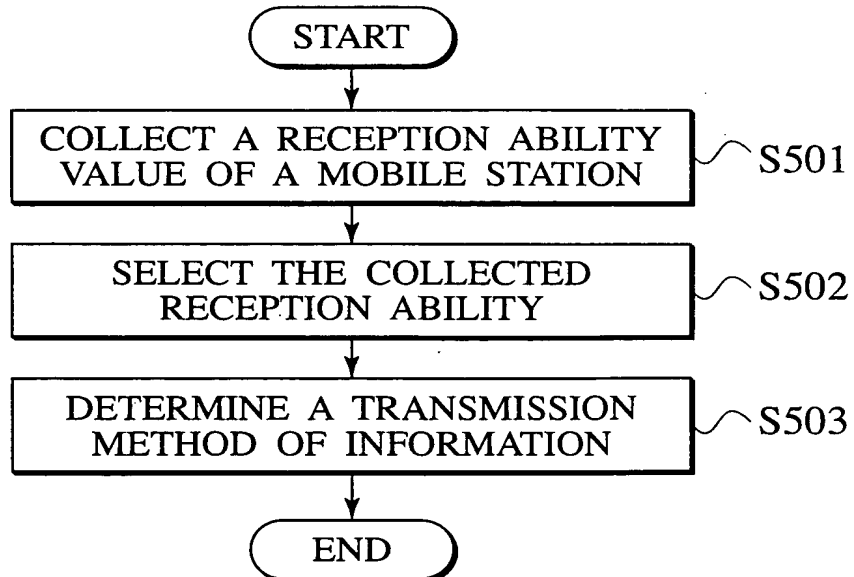 START
COLLECT A RECEPTION ABILITY
VALUE OF A MOBILE STATION
S501
SELECT THE COLLECTED
RECEPTION ABILITY
S502
DETERMINE A TRANSMISSION
METHOD OF INFORMATION
S503
END